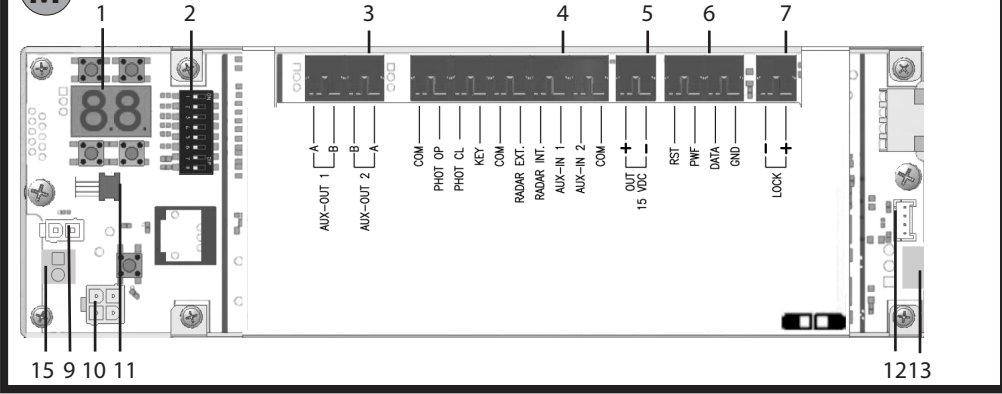 M
1 2 3 4 5 6 7
88
A
B
B
A
AUX-OUT 1
AUX-OUT 2
COM
PHOT OP
PHOT CL
KEY
COM
RADAR EXT.
RADAR INT.
AUX-IN 1
AUX-IN 2
COM
+ -
OUT
15 VDC
RST
PWF
DATA
GND
- +
LOCK
15 9 10 11 12 13